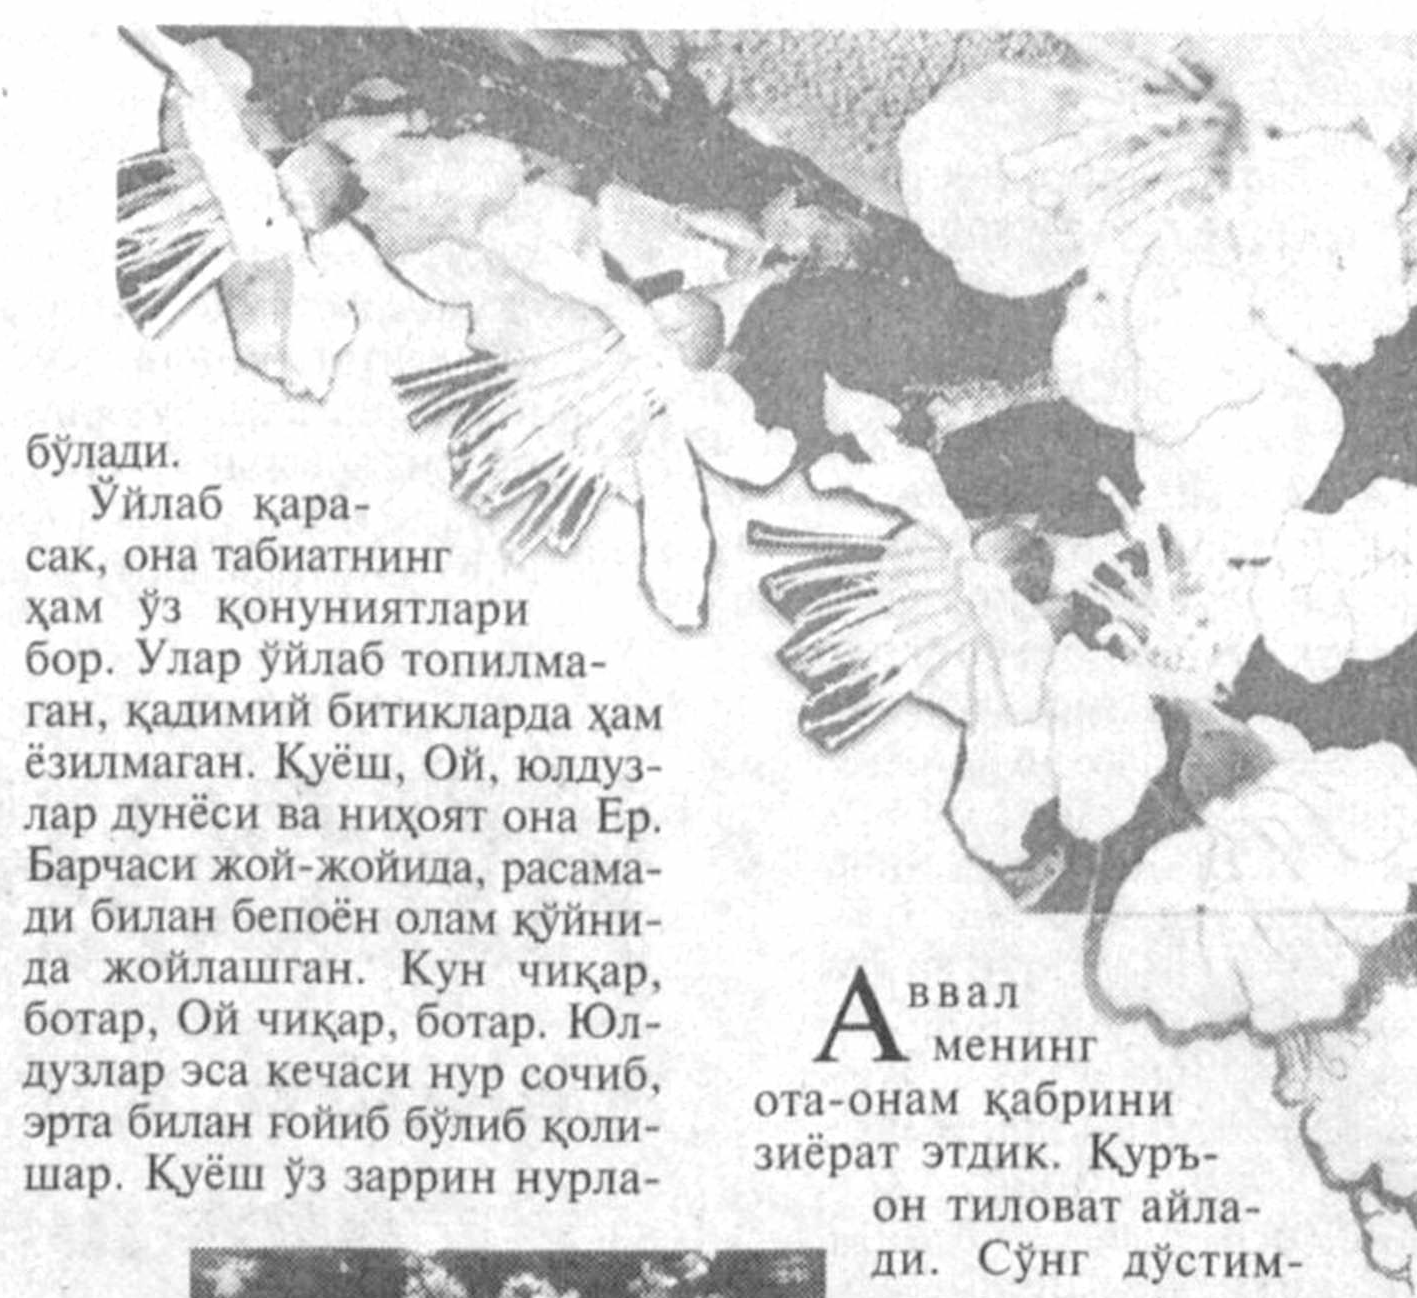 бўлади.
Ўйлаб қара-
сак, она табиатнинг
ҳам ўз қонуниятлари
бор. Улар ўйлаб топилма-
ган, қадимий битикларда ҳам
ёзилмаган. Қуёш, Ой, юлдуз-
лар дунёси ва ниҳоят она Ер.
Барчаси жой-жойида, расама-
ди билан бепоён олам қўйни-
да жойлашган. Кун чиқар,
ботар, Ой чиқар, ботар. Юл-
дузлар эса кечаси нур сочиб,
эрта билан ғойиб бўлиб қоли-
шар. Қуёш ўз заррин нурла-
Аввал
менинг
ота-онам қабрини
зиёрат этдик. Қуръ-
он тиловат айла-
ди. Сўнг дўстим-